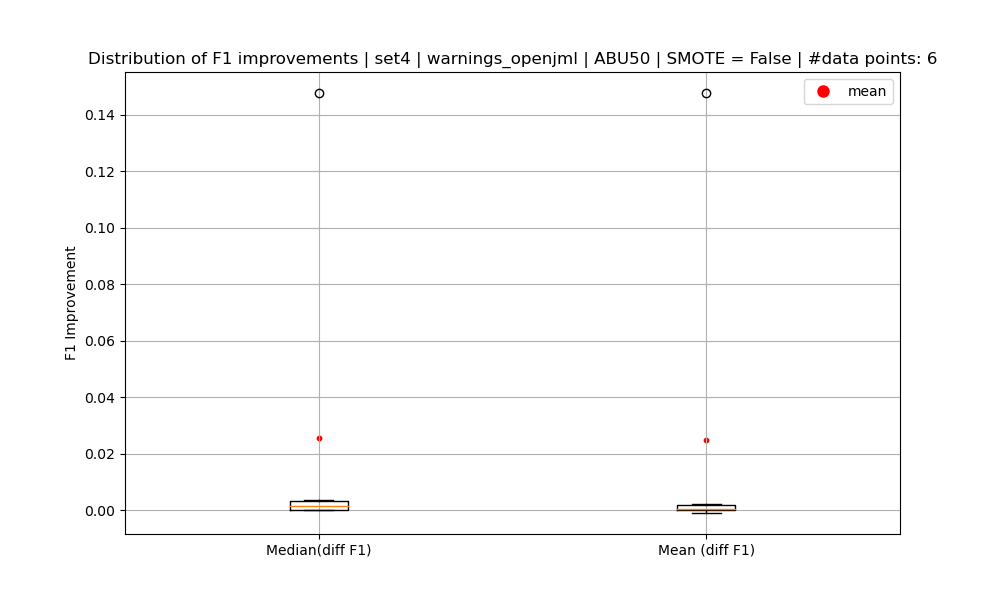 Distribution of F1 improvements | set4 | warnings_openjml | ABU50 | SMOTE = False | #data points: 6
mean
0.14
0.12
0.10
0.08
0.06
0.04
0.02
0.00
F1 Improvement
Median(diff F1)
Mean (diff F1)